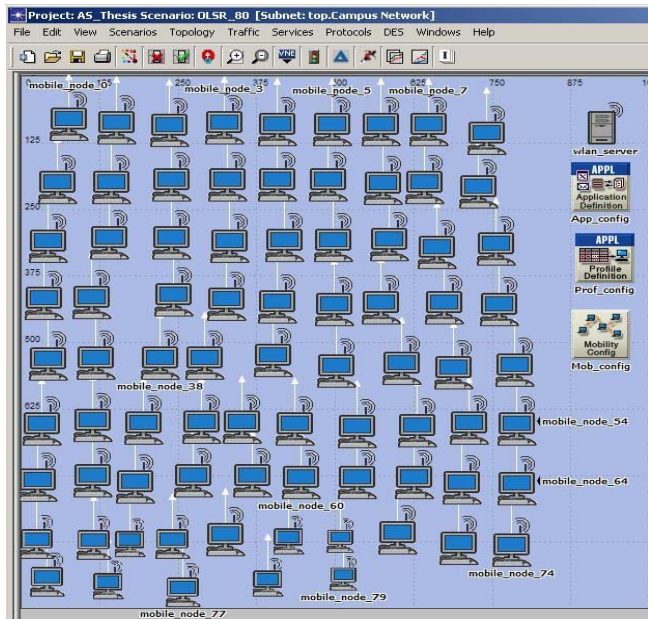 Project: AS_Thesis Scenario: OLSR_80 [Subnet: top.Campus Network]
File Edit View Scenarios Topology Traffic Services Protocols DES Windows Help
0 250 375 500 625 750 875
mobile_node_0 mobile_node_3 mobile_node_5 mobile_node_7
125
wlan_server
APPL
Application
Definition
App_config
250
APPL
Profile
Definition
Prof_config
375
500
Mobility
Config
Mob_config
mobile_node_38
625
mobile_node_54
mobile_node_64
mobile_node_60
mobile_node_74
mobile_node_79
mobile_node_77